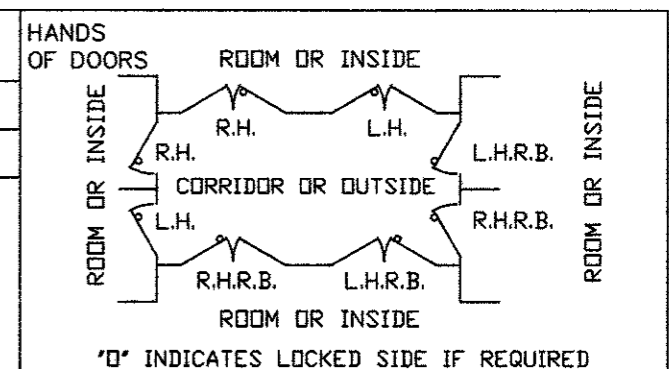 HANDS
OF DOORS
ROOM OR INSIDE
ROOM OR INSIDE
R.H.
L.H.
ROOM OR INSIDE
R.H.
L.H.R.B.
CORRIDOR OR OUTSIDE
L.H.
R.H.R.B.
R.H.R.B.
L.H.R.B.
ROOM OR INSIDE
"O" INDICATES LOCKED SIDE IF REQUIRED